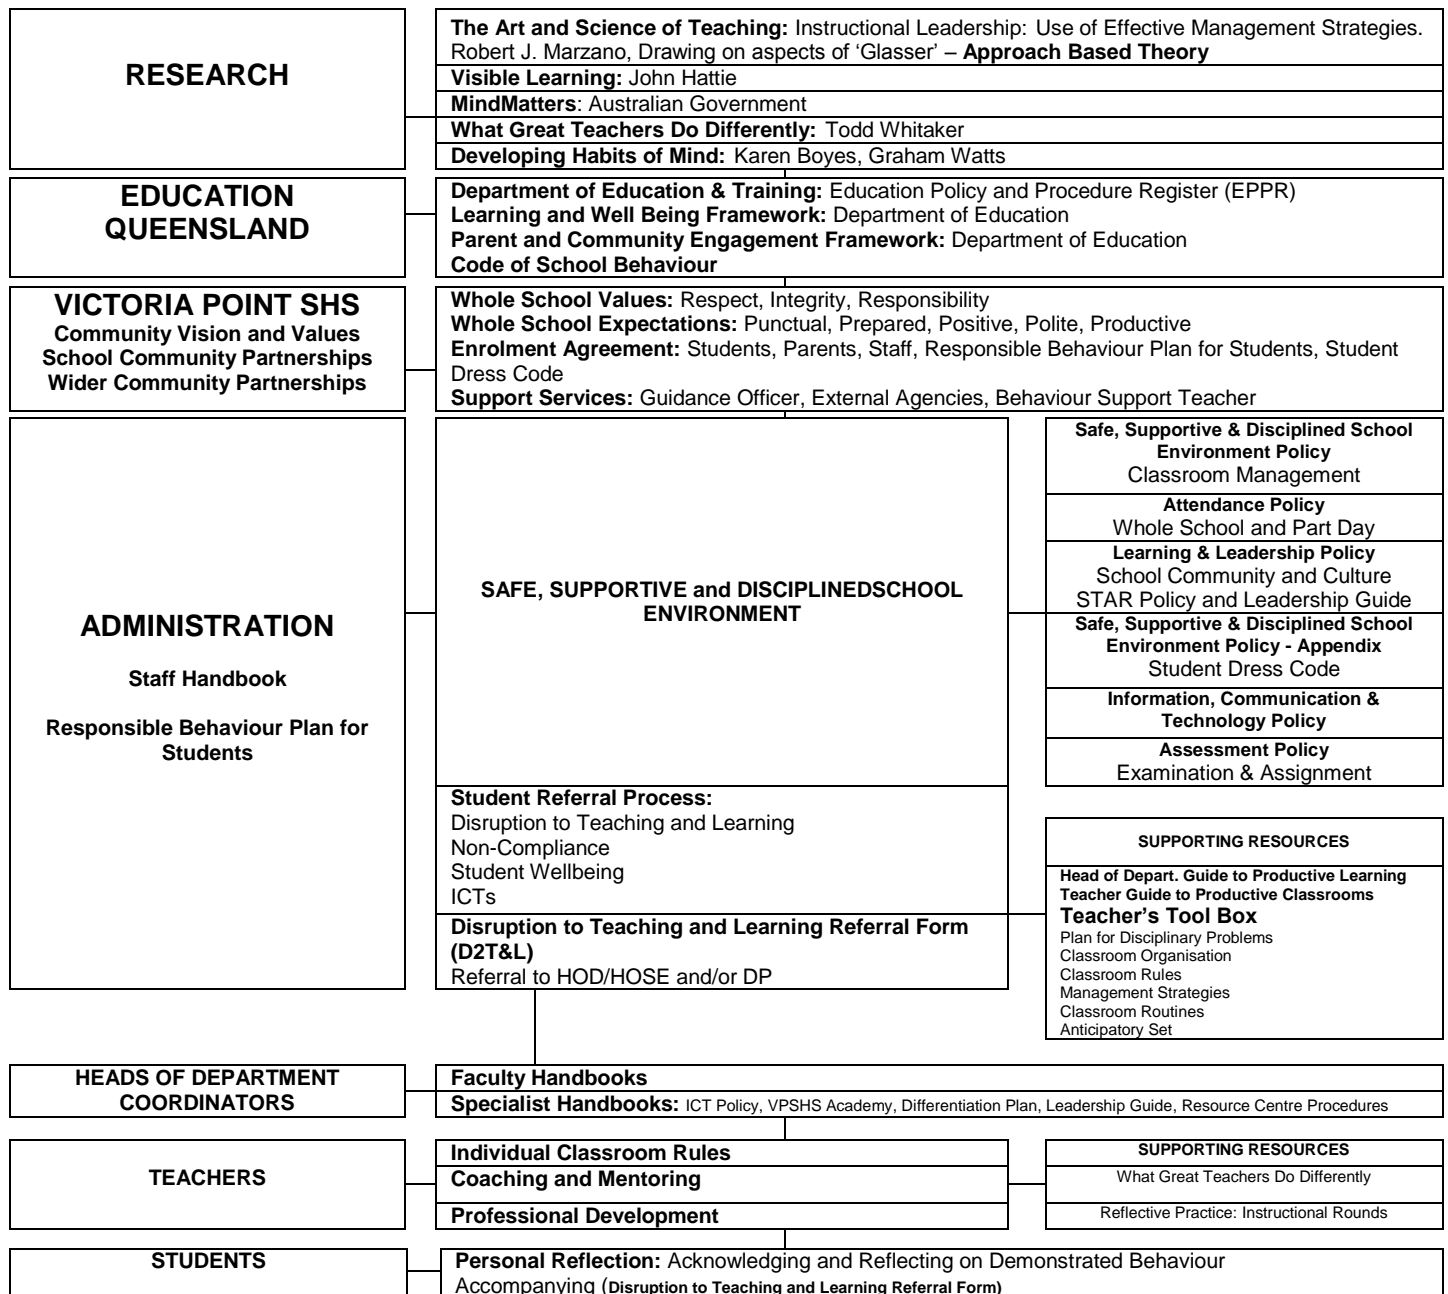 RESEARCH
The Art and Science of Teaching: Instructional Leadership: Use of Effective Management Strategies.
Robert J. Marzano, Drawing on aspects of ‘Glasser’ – Approach Based Theory
Visible Learning: John Hattie
MindMatters: Australian Government
What Great Teachers Do Differently: Todd Whitaker
Developing Habits of Mind: Karen Boyes, Graham Watts
EDUCATION
QUEENSLAND
Department of Education & Training: Education Policy and Procedure Register (EPPR)
Learning and Well Being Framework: Department of Education
Parent and Community Engagement Framework: Department of Education
Code of School Behaviour
VICTORIA POINT SHS
Community Vision and Values
School Community Partnerships
Wider Community Partnerships
Whole School Values: Respect, Integrity, Responsibility
Whole School Expectations: Punctual, Prepared, Positive, Polite, Productive
Enrolment Agreement: Students, Parents, Staff, Responsible Behaviour Plan for Students, Student
Dress Code
Support Services: Guidance Officer, External Agencies, Behaviour Support Teacher
ADMINISTRATION
Staff Handbook
Responsible Behaviour Plan for
Students
SAFE, SUPPORTIVE and DISCIPLINEDSCHOOL
ENVIRONMENT
Safe, Supportive & Disciplined School
Environment Policy
Classroom Management
Attendance Policy
Whole School and Part Day
Learning & Leadership Policy
School Community and Culture
STAR Policy and Leadership Guide
Safe, Supportive & Disciplined School
Environment Policy - Appendix
Student Dress Code
Information, Communication &
Technology Policy
Assessment Policy
Examination & Assignment
Student Referral Process:
Disruption to Teaching and Learning
Non-Compliance
Student Wellbeing
ICTs
Disruption to Teaching and Learning Referral Form
(D2T&L)
Referral to HOD/HOSE and/or DP
SUPPORTING RESOURCES
Head of Depart. Guide to Productive Learning
Teacher Guide to Productive Classrooms
Teacher’s Tool Box
Plan for Disciplinary Problems
Classroom Organisation
Classroom Rules
Management Strategies
Classroom Routines
Anticipatory Set
HEADS OF DEPARTMENT
COORDINATORS
Faculty Handbooks
Specialist Handbooks: ICT Policy, VPSHS Academy, Differentiation Plan, Leadership Guide, Resource Centre Procedures
TEACHERS
Individual Classroom Rules
Coaching and Mentoring
Professional Development
SUPPORTING RESOURCES
What Great Teachers Do Differently
Reflective Practice: Instructional Rounds
STUDENTS
Personal Reflection: Acknowledging and Reflecting on Demonstrated Behaviour
Accompanying (Disruption to Teaching and Learning Referral Form)